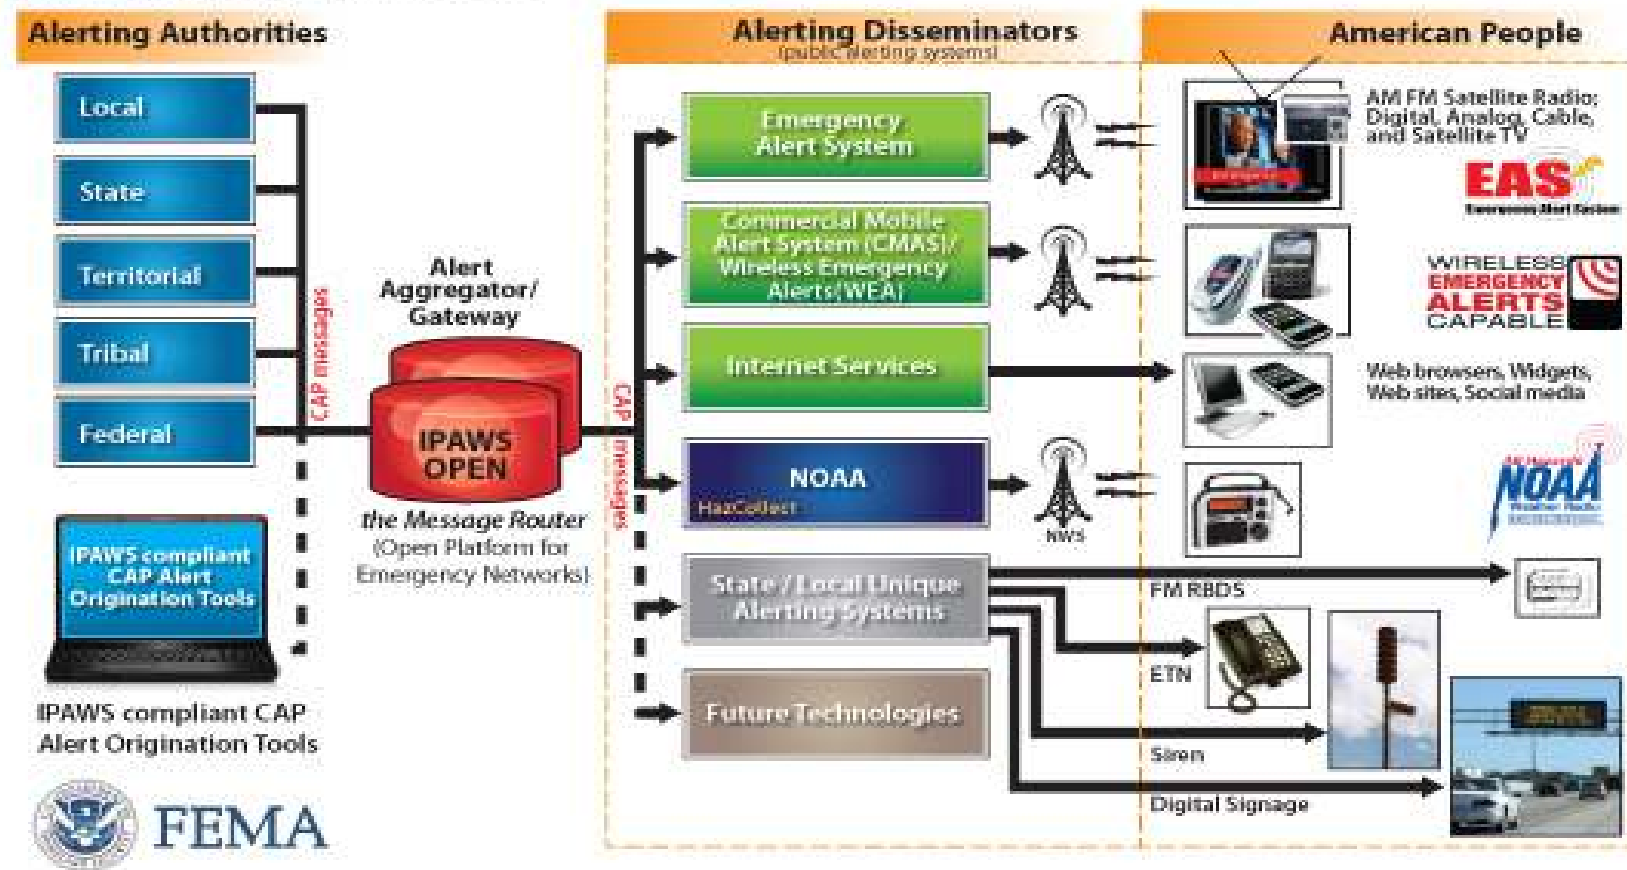 Alerting Authorities
Local
State
Territorial
Tribal
Federal
CAP messages
IPAWS compliant
CAP Alert
Origination Tools
IPAWS compliant CAP
Alert Origination Tools
FEMA
Alert
Aggregator/
Gateway
IPAWS
OPEN
the Message Router
(Open Platform for
Emergency Networks)
CAP messages
Alerting Disseminators
(public alerting systems)
Emergency
Alert System
Commercial Mobile
Alert System (CMAS)/
Wireless Emergency
Alerts(WEA)
Internet Services
NOAA
HazCollect
NWS
State / Local Unique
Alerting Systems
Future Technologies
American People
AM FM Satellite Radio;
Digital, Analog, Cable,
and Satellite TV
EAS
Emergency Alert System
WIRELESS
EMERGENCY
ALERTS
CAPABLE
Web browsers, Widgets,
Web sites, Social media
NOAA
Weather Radio
FM RBDS
ETN
Siren
Digital Signage